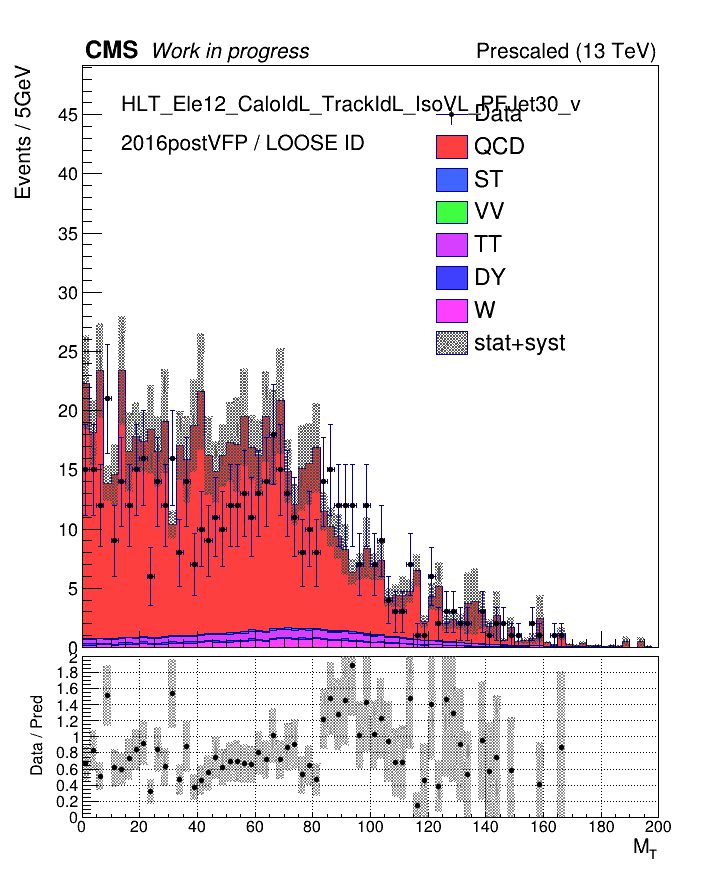 CMS Work in progress Prescaled (13 TeV)
Events / 5GeV
HLT_Ele12_CaloIdL_TrackIdL_IsoVL_PFJet30_v
2016postVFP / LOOSE ID
Data
QCD
ST
VV
TT
DY
W
stat+syst
45
40
35
30
25
20
15
10
5
0
Data / Pred
2
1.8
1.6
1.4
1.2
1
0.8
0.6
0.4
0.2
0
0 20 40 60 80 100 120 140 160 180 200
M_T